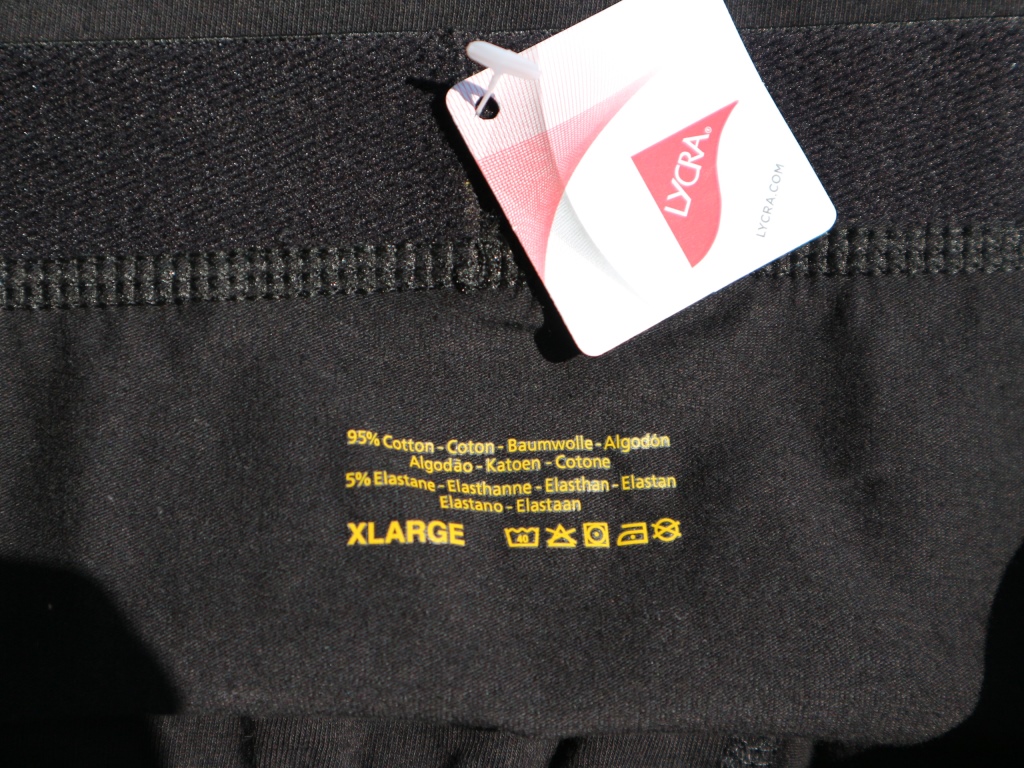 LYCRA®
LYCRA.COM
95% Cotton - Coton - Baumwolle - Algodón
Algodão - Katoen - Cotone
5% Elastane - Elasthanne - Elasthan - Elastan
Elastano - Elastaan
XLARGE
40